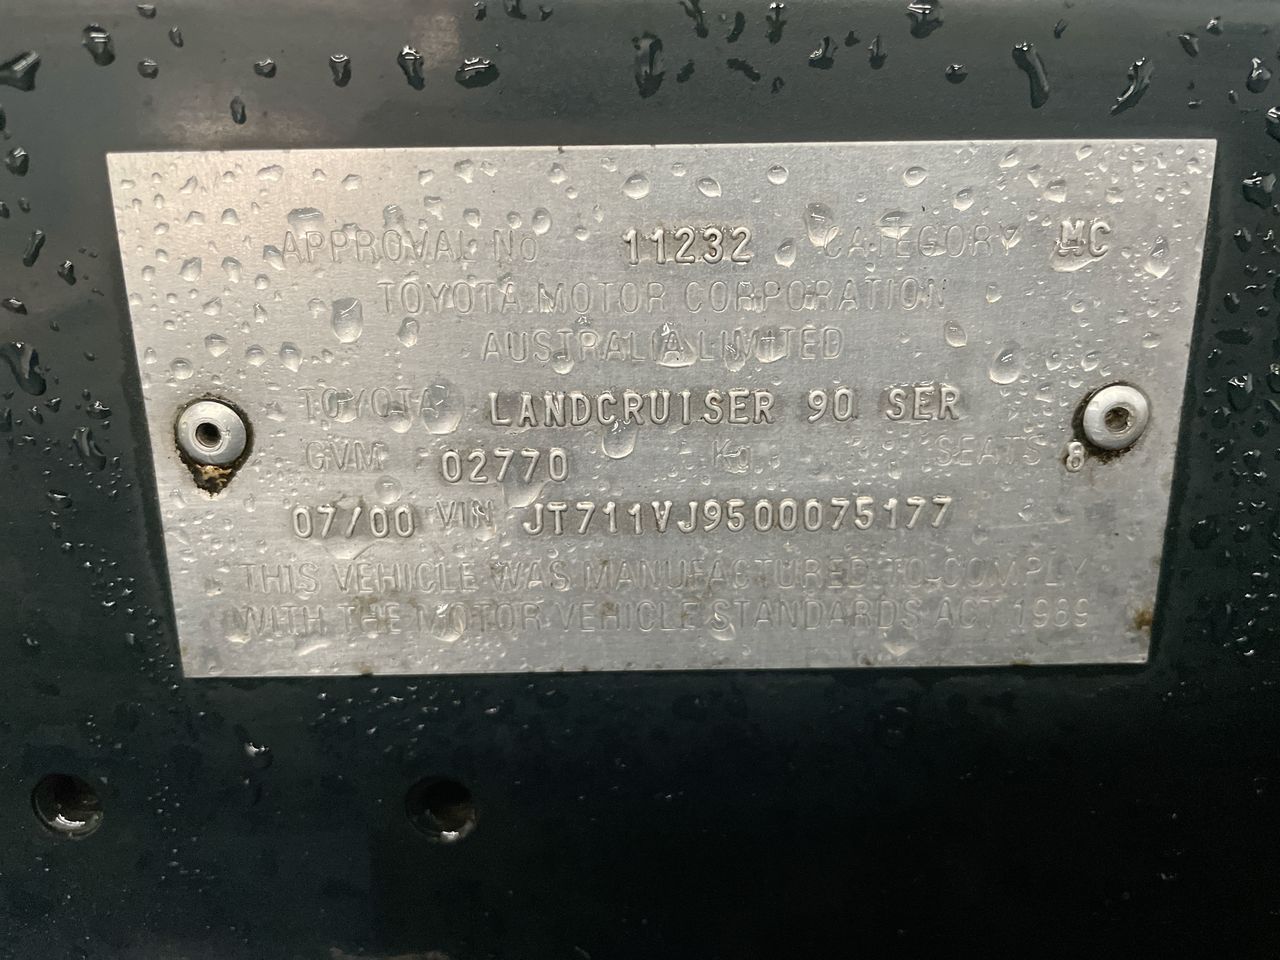 APPROVAL No 11232 CATEGORY MC
TOYOTA MOTOR CORPORATION
AUSTRALIA LIMITED
TOYOTA LANDCRUISER 90 SER
GVM 02770 Kg. SEATS 8
07/00 VIN JT711VJ9500075177
THIS VEHICLE WAS MANUFACTURED TO COMPLY
WITH THE MOTOR VEHICLE STANDARDS ACT 1989